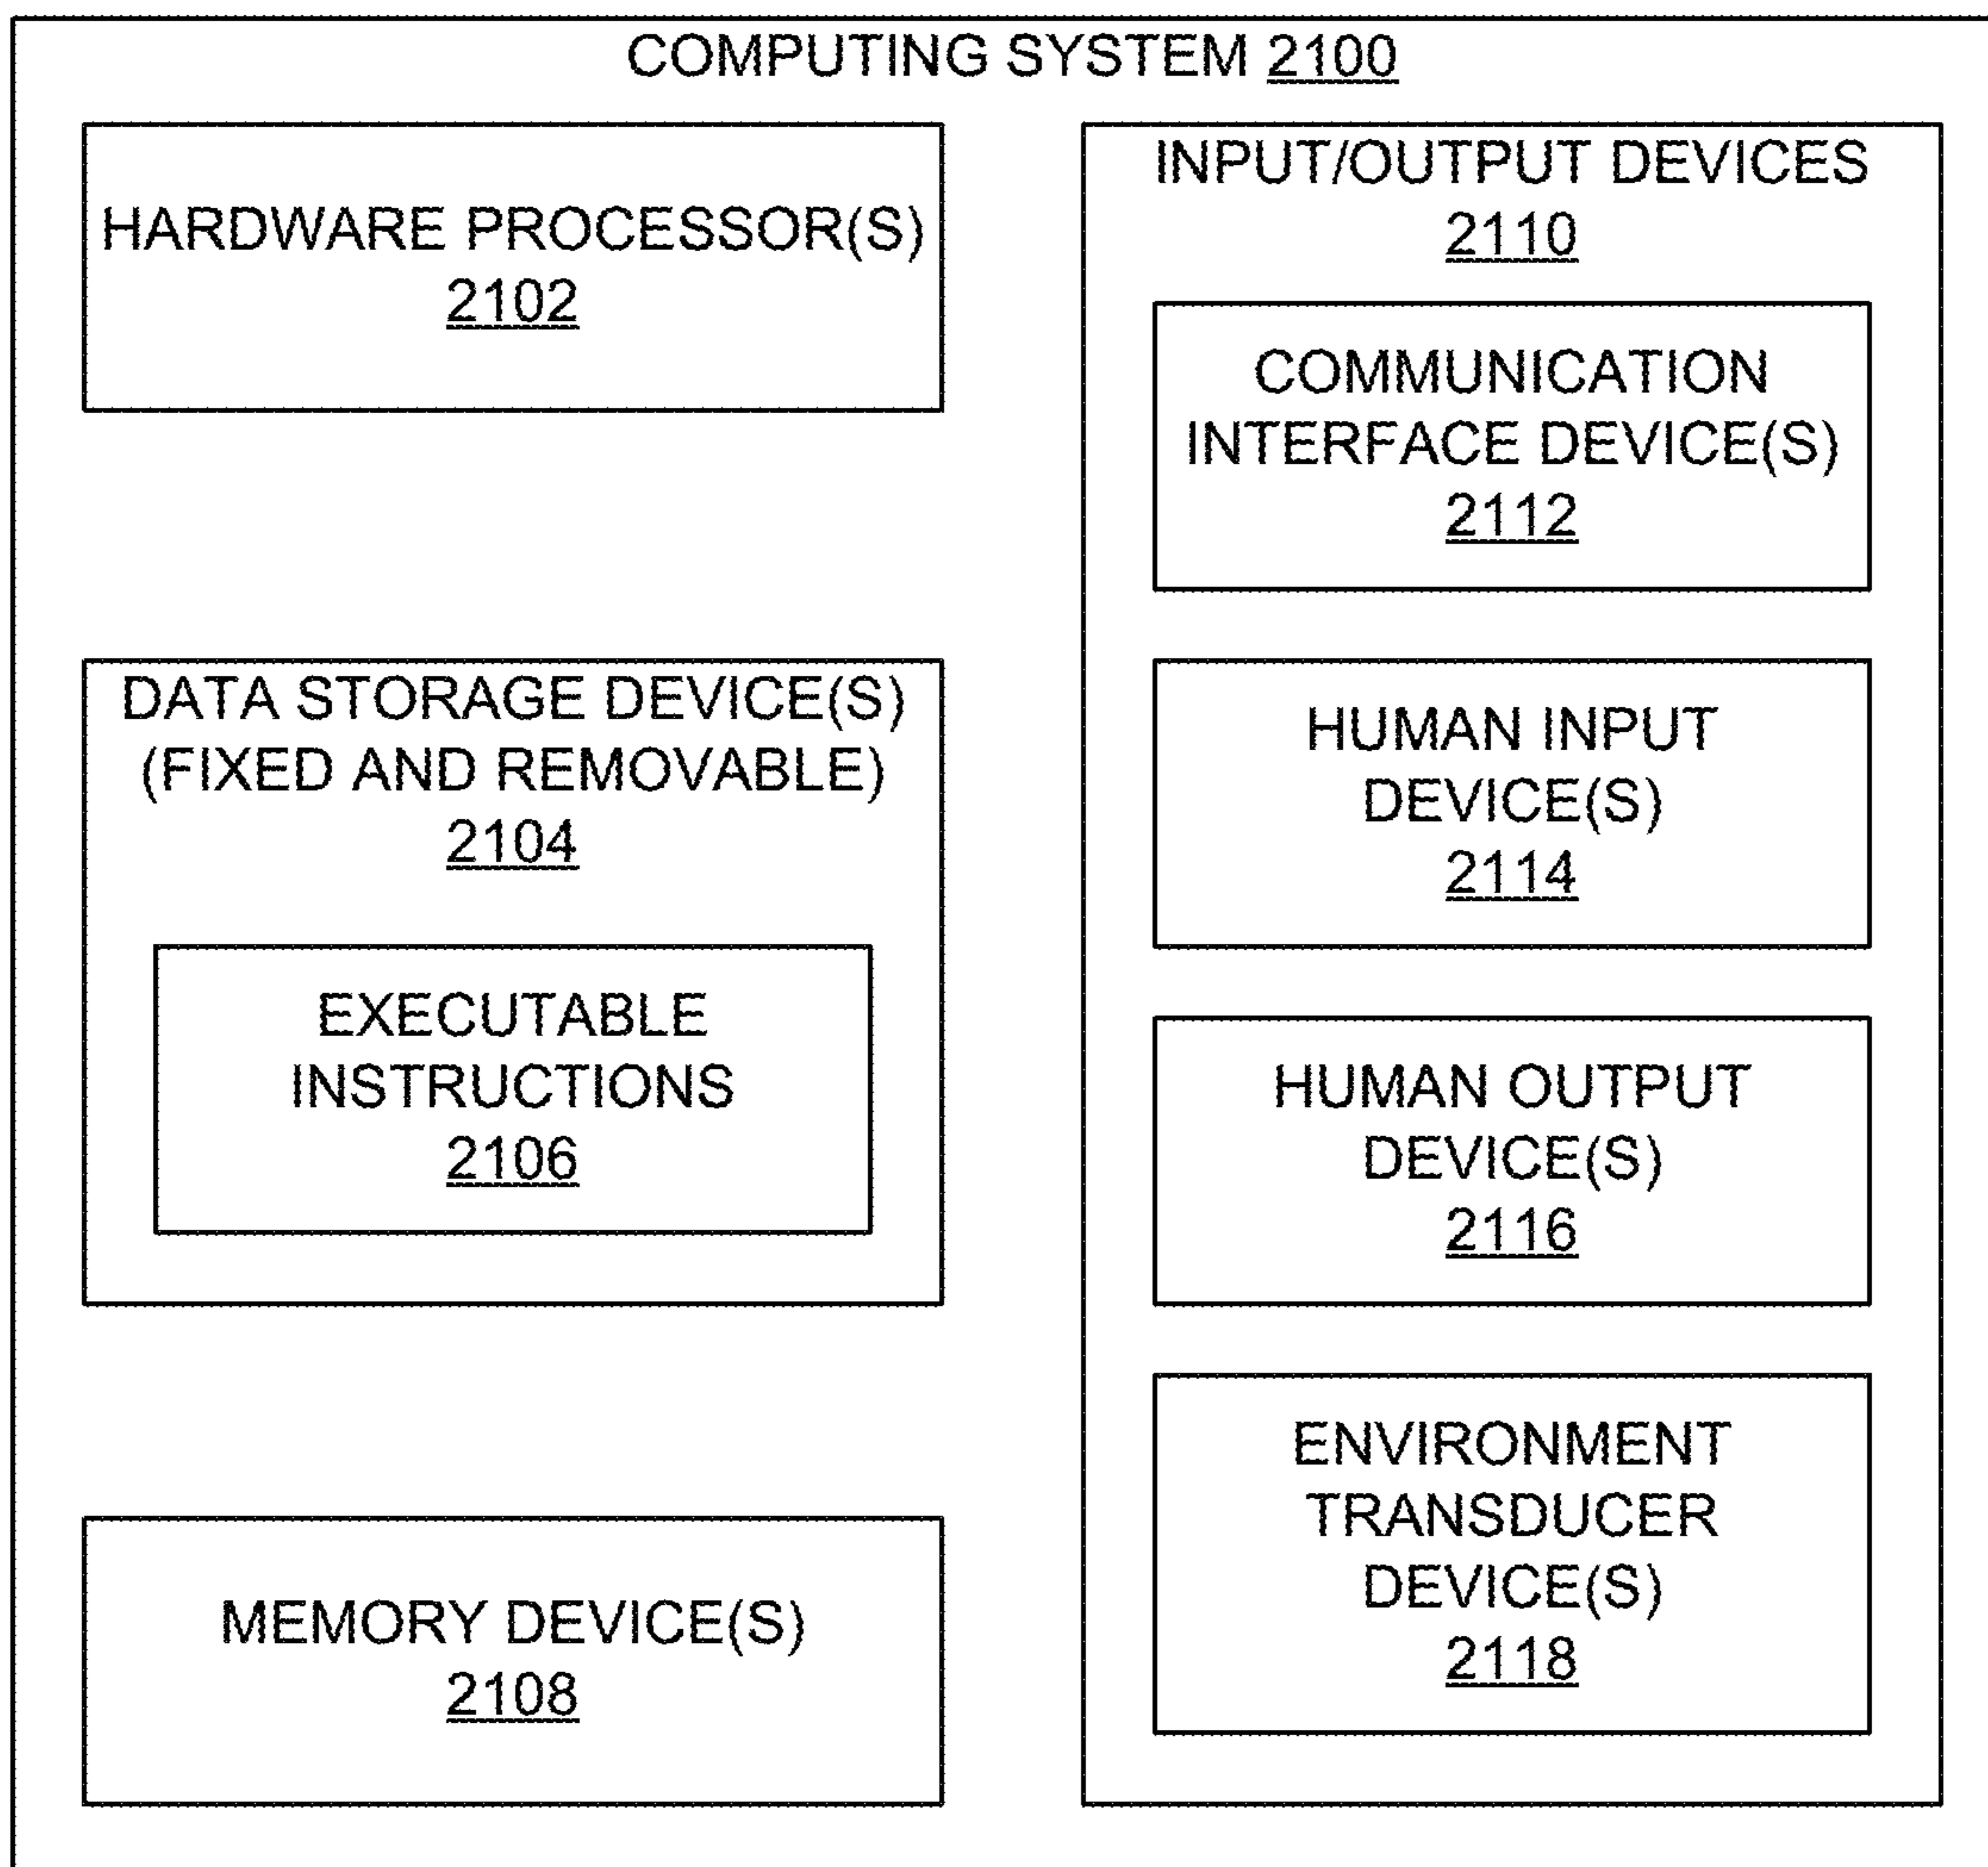 COMPUTING SYSTEM 2100
HARDWARE PROCESSOR(S)
2102
DATA STORAGE DEVICE(S)
(FIXED AND REMOVABLE)
2104
EXECUTABLE
INSTRUCTIONS
2106
MEMORY DEVICE(S)
2108
INPUT/OUTPUT DEVICES
2110
COMMUNICATION
INTERFACE DEVICE(S)
2112
HUMAN INPUT
DEVICE(S)
2114
HUMAN OUTPUT
DEVICE(S)
2116
ENVIRONMENT
TRANSDUCER
DEVICE(S)
2118